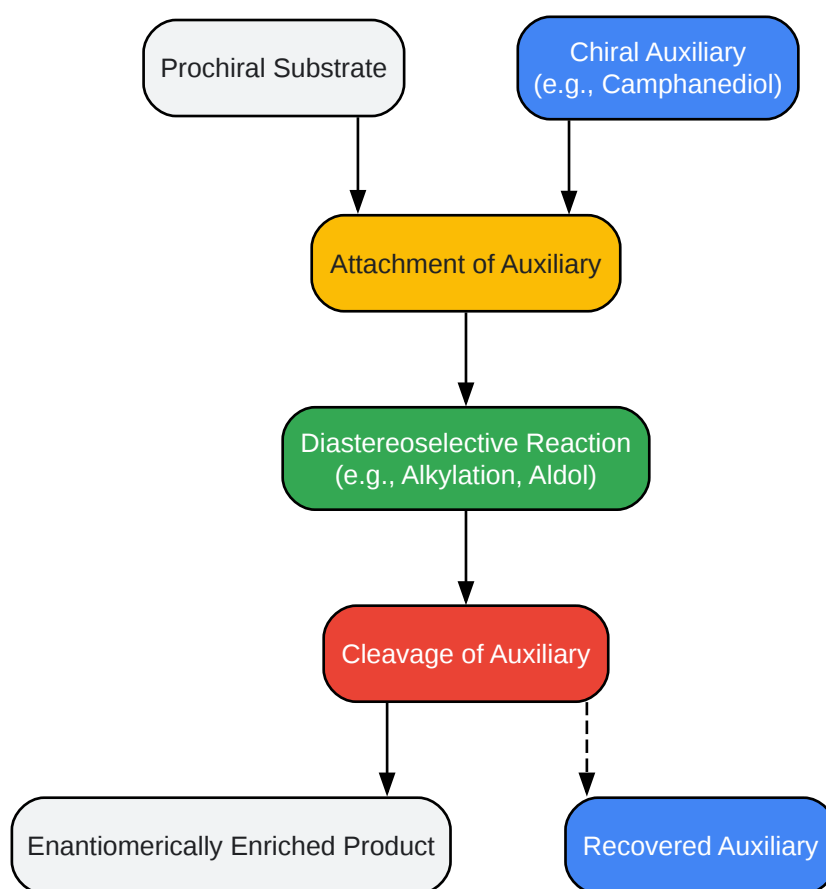 Prochiral Substrate
Chiral Auxiliary
(e.g., Camphanediol)
Attachment of Auxiliary
Diastereoselective Reaction
(e.g., Alkylation, Aldol)
Cleavage of Auxiliary
Enantiomerically Enriched Product
Recovered Auxiliary